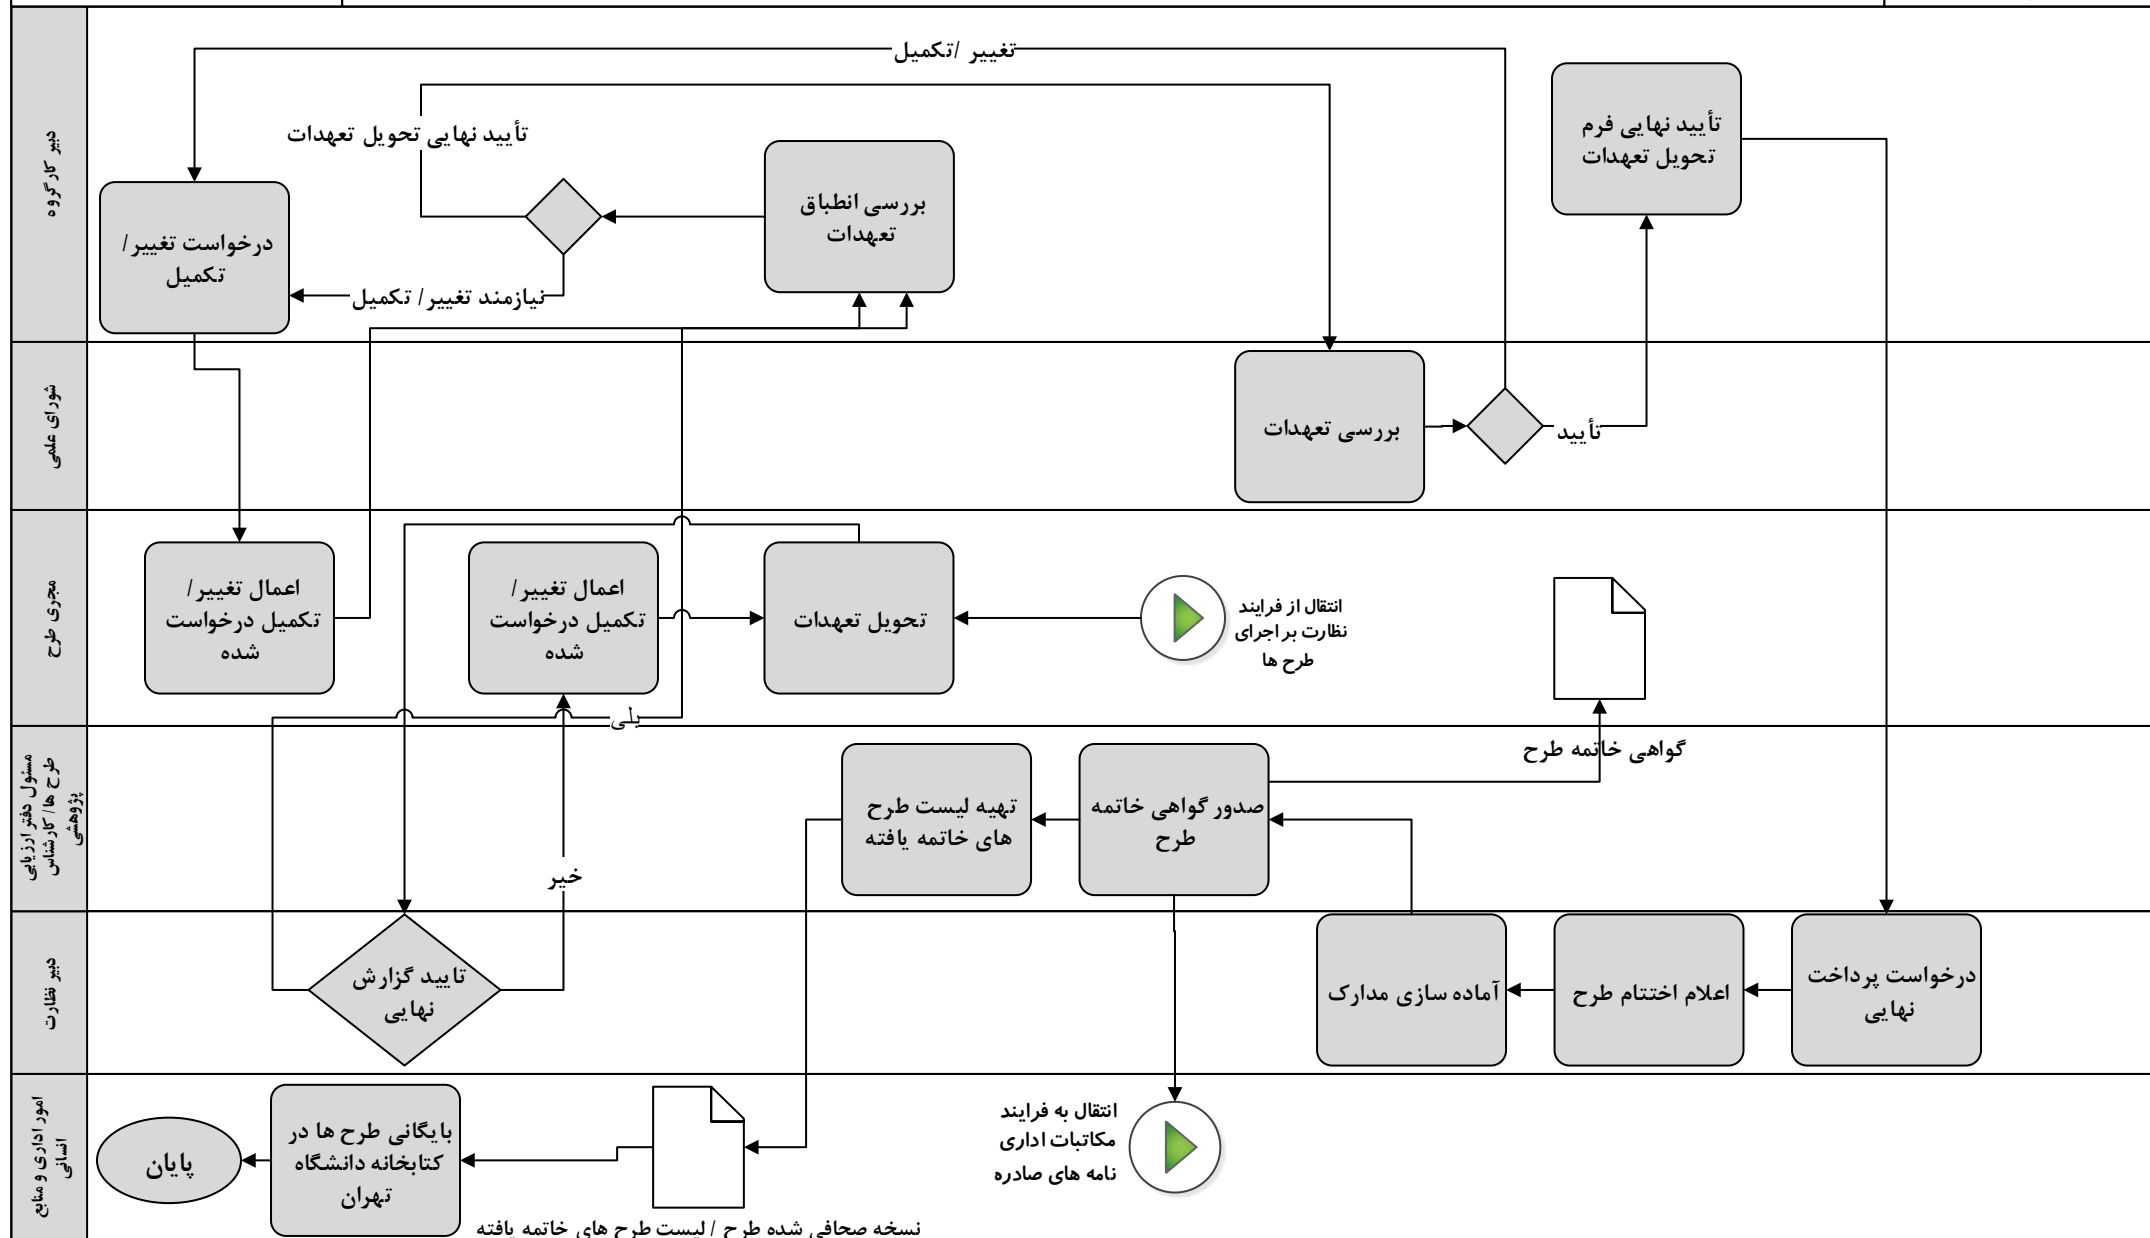 دبیر کارگروه
تغییر /تکمیل
تأیید نهایی تحویل تعهدات
تأیید نهایی فرم
تحویل تعهدات
بررسی انطباق
تعهدات
درخواست تغییر/
تکمیل
نیازمند تغییر/ تکمیل
شورای علمی
بررسی تعهدات
تأیید
مجری طرح
اعمال تغییر/
تکمیل درخواست
شده
اعمال تغییر/
تکمیل درخواست
شده
تحویل تعهدات
انتقال از فرایند
نظارت بر اجرای
طرح ها
بلی
گواهی خاتمه طرح
مسئول دفتر ارزیابی
طرح ها/ کارشناس
پژوهشی
تهیه لیست طرح
های خاتمه یافته
صدور گواهی خاتمه
طرح
خیر
دبیر نظارت
تایید گزارش
نهایی
آماده سازی مدارک
اعلام اختتام طرح
درخواست پرداخت
نهایی
امور اداری و منابع
انسانی
پایان
بایگانی طرح ها در
کتابخانه دانشگاه
تهران
انتقال به فرایند
مکاتبات اداری
نامه های صادره
نسخه صحافی شده طرح / لیست طرح های خاتمه یافته